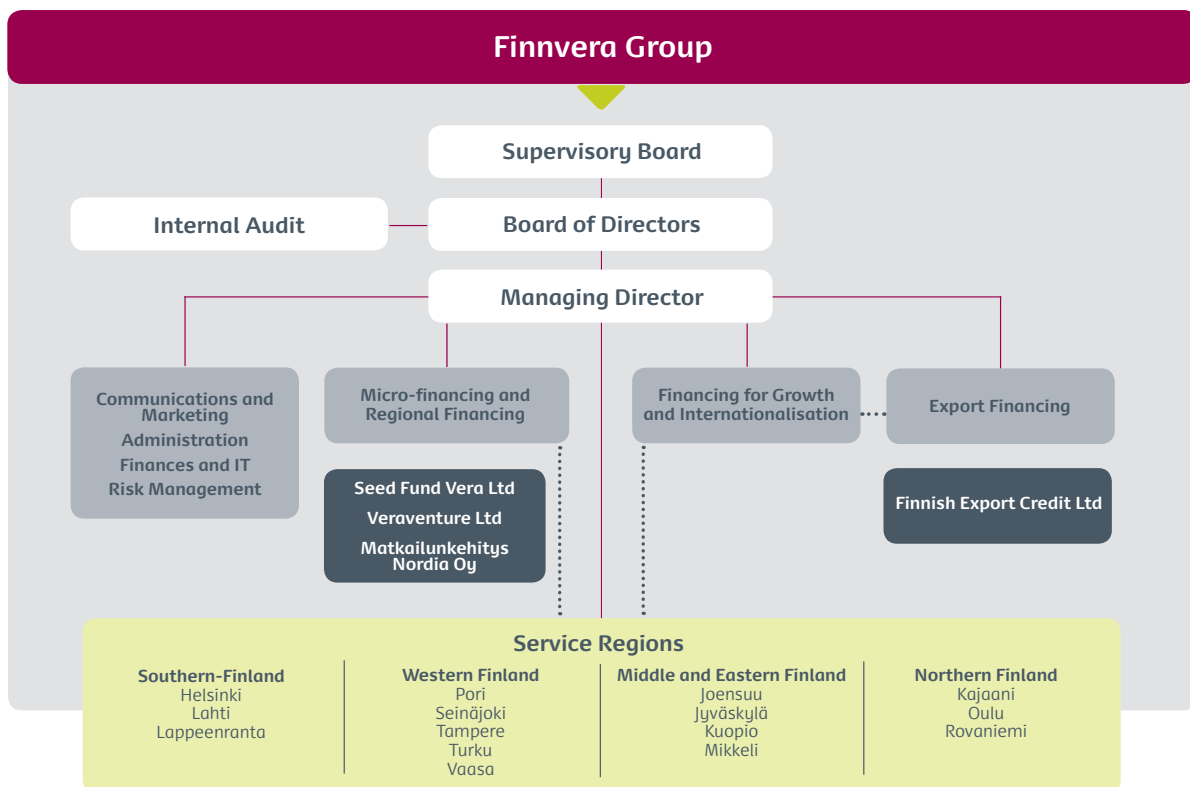 Finnvera Group
Supervisory Board
Internal Audit
Board of Directors
Managing Director
Communications and
Marketing
Administration
Finances and IT
Risk Management
Micro-financing and
Regional Financing
Financing for Growth
and Internationalisation
Export Financing
Seed Fund Vera Ltd
Veraventure Ltd
Matkailunkehitys
Nordia Oy
Finnish Export Credit Ltd
Service Regions
Southern-Finland
Helsinki
Lahti
Lappeenranta
Western Finland
Pori
Seinäjoki
Tampere
Turku
Vaasa
Middle and Eastern Finland
Joensuu
Jyväskylä
Kuopio
Mikkeli
Northern Finland
Kajaani
Oulu
Rovaniemi